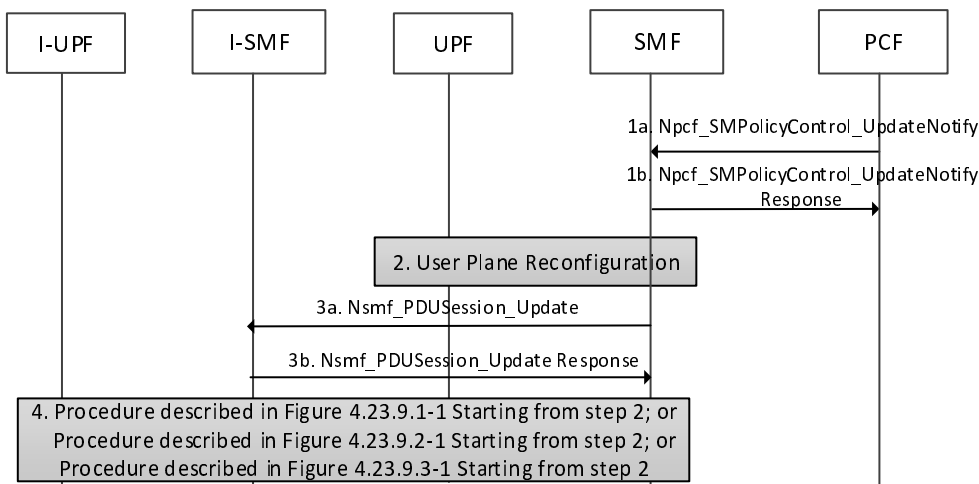 I-UPF
I-SMF
UPF
SMF
PCF
1a. Npcf_SMPolicyControl_UpdateNotify
1b. Npcf_SMPolicyControl_UpdateNotify
Response
2. User Plane Reconfiguration
3a. Nsmf_PDUSession_Update
3b. Nsmf_PDUSession_Update Response
4. Procedure described in Figure 4.23.9.1-1 Starting from step 2; or
Procedure described in Figure 4.23.9.2-1 Starting from step 2; or
Procedure described in Figure 4.23.9.3-1 Starting from step 2